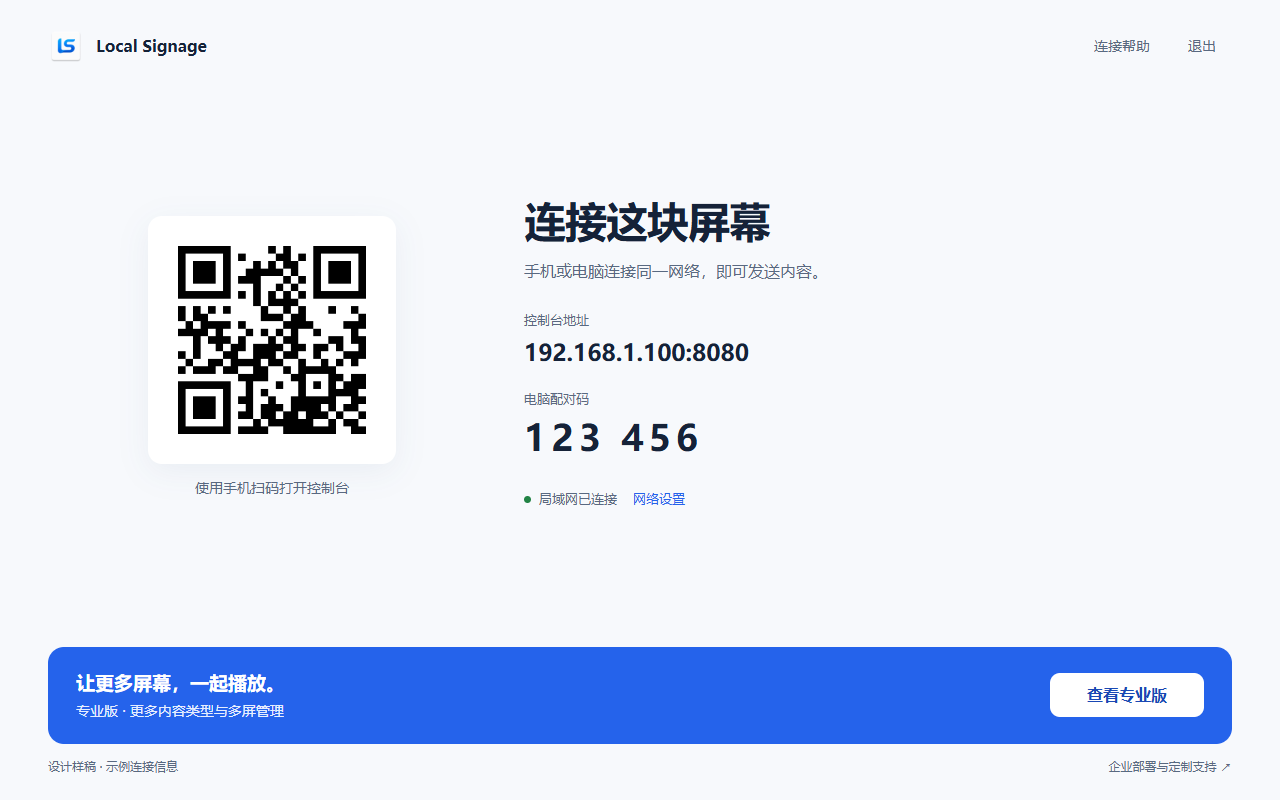 LS Local Signage
连接帮助 退出
连接这块屏幕
手机或电脑连接同一网络，即可发送内容。
控制台地址
192.168.1.100:8080
电脑配对码
123 456
局域网已连接 网络设置
使用手机扫码打开控制台
让更多屏幕，一起播放。
专业版 · 更多内容类型与多屏管理
查看专业版
设计样稿 · 示例连接信息
企业部署与定制支持 ↗